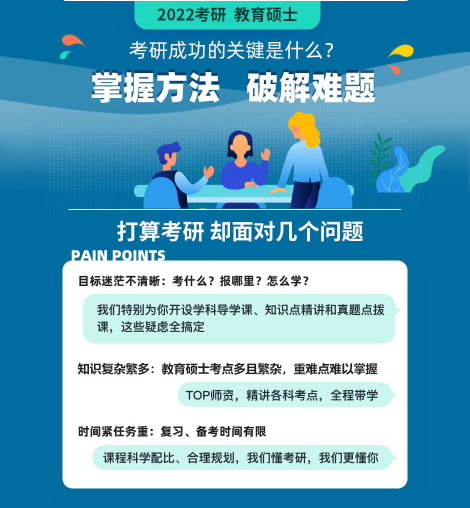 2022考研 教育硕士
考研成功的关键是什么？
掌握方法 破解难题
打算考研 却面对几个问题
PAIN POINTS
目标迷茫不清晰：考什么？报哪里？怎么学？
我们特别为你开设学科导学课、知识点精讲和真题点拨
课，这些疑虑全搞定
知识复杂繁多：教育硕士考点多且繁杂，重难点难以掌握
TOP师资，精讲各科考点，全程带学
时间紧任务重：复习、备考时间有限
课程科学配比、合理规划，我们懂考研，我们更懂你